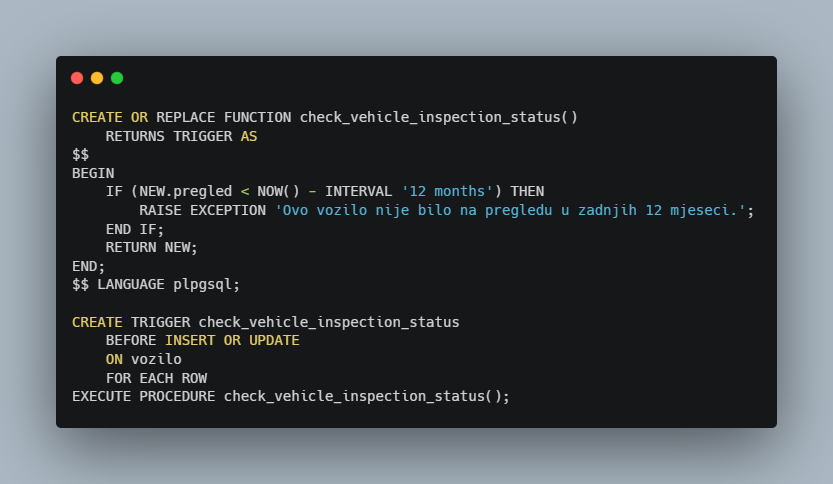 CREATE OR REPLACE FUNCTION check_vehicle_inspection_status()
    RETURNS TRIGGER AS
$$
BEGIN
    IF (NEW.pregled < NOW() - INTERVAL '12 months') THEN
        RAISE EXCEPTION 'Ovo vozilo nije bilo na pregledu u zadnjih 12 mjeseci.';
    END IF;
    RETURN NEW;
END;
$$ LANGUAGE plpgsql;

CREATE TRIGGER check_vehicle_inspection_status
    BEFORE INSERT OR UPDATE
    ON vozilo
    FOR EACH ROW
EXECUTE PROCEDURE check_vehicle_inspection_status();